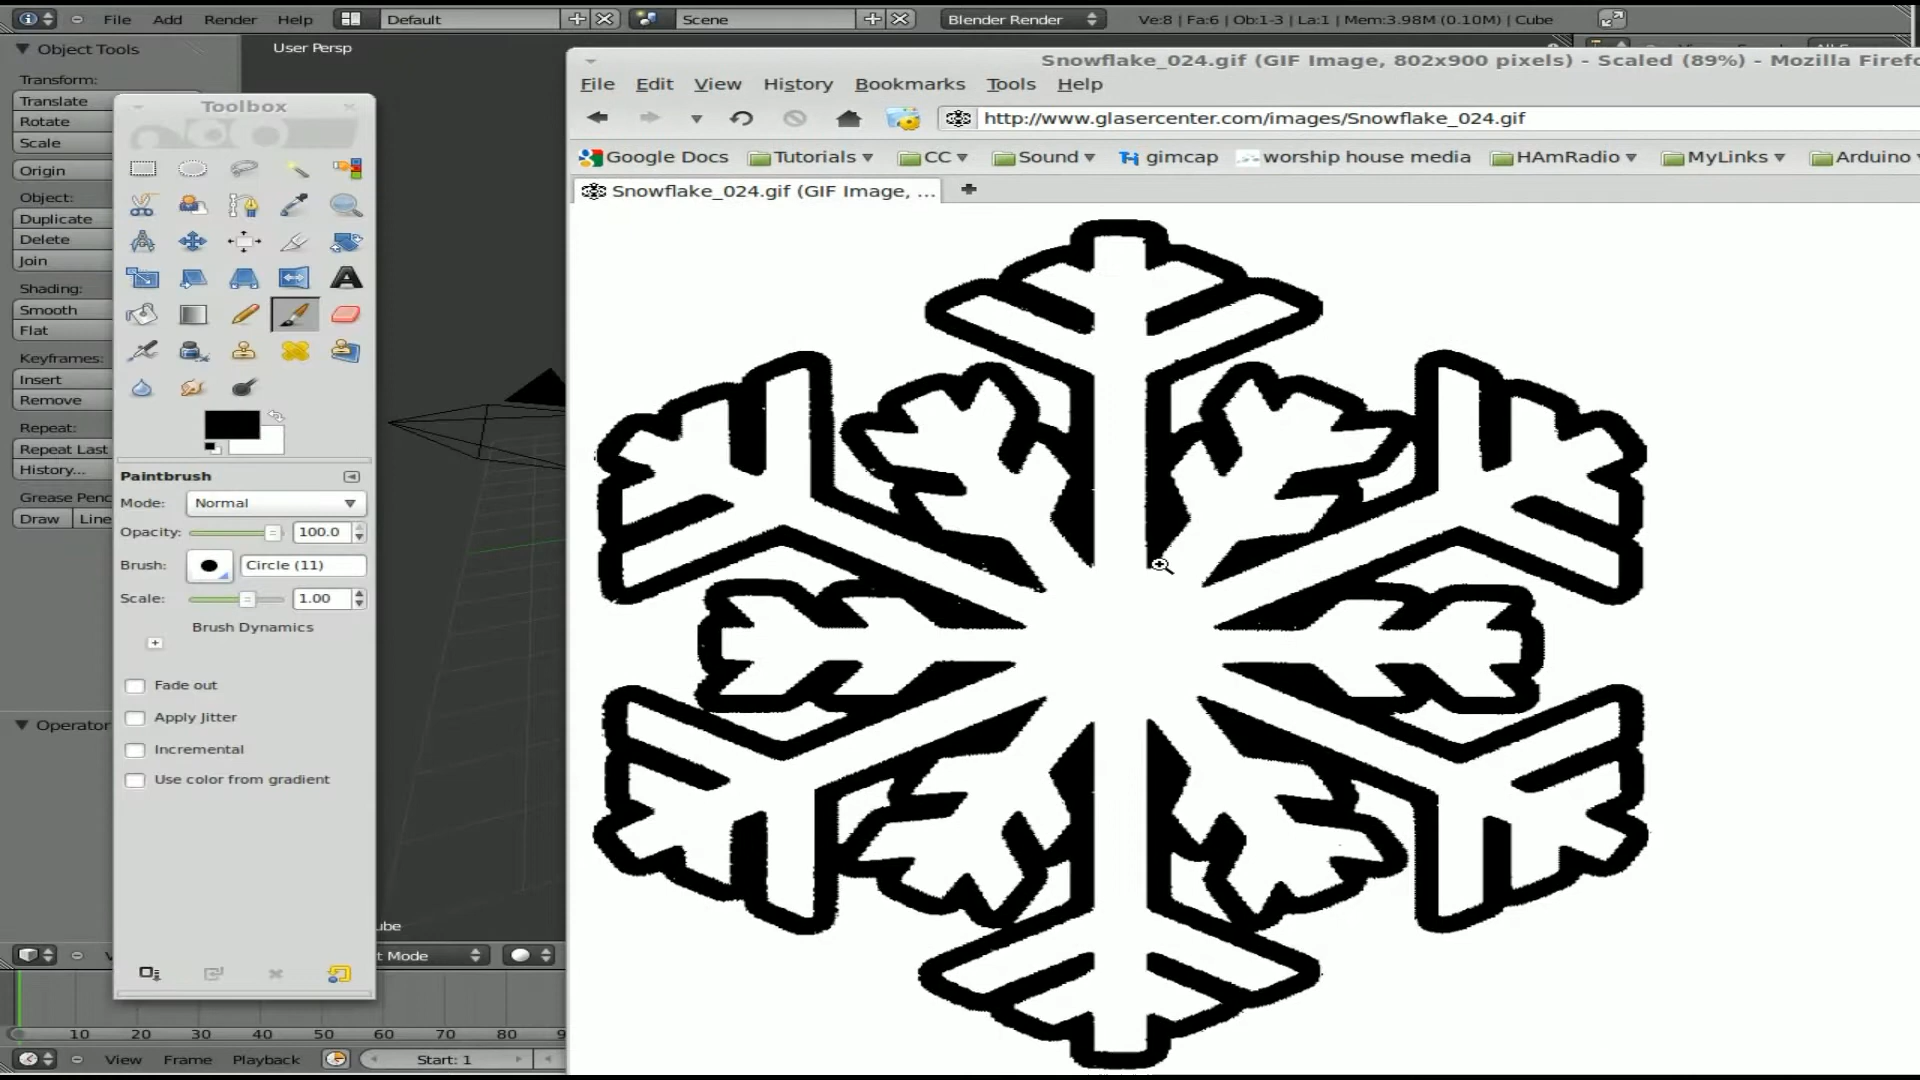 File Add Render Help Default Scene Blender Render Ve:8 | Fa:6 | Ob:1-3 | La:1 | Mem:3.98M (0.10M) | Cube
Object Tools
User Persp
Transform:
Translate
Rotate
Scale
Origin
Object:
Duplicate
Delete
Join
Shading:
Smooth
Flat
Keyframes:
Insert
Remove
Repeat:
Repeat Last
History...
Grease Penc
Draw Line
Operator
Toolbox
Paintbrush
Mode: Normal
Opacity: 100.0
Brush: Circle (11)
Scale: 1.00
Brush Dynamics
Fade out
Apply Jitter
Incremental
Use color from gradient
Snowflake_024.gif (GIF Image, 802x900 pixels) - Scaled (89%) - Mozilla Firefo
File Edit View History Bookmarks Tools Help
http://www.glasercenter.com/images/Snowflake_024.gif
Google Docs Tutorials CC Sound gimcap worship house media HAmRadio MyLinks Arduino
Snowflake_024.gif (GIF Image, ...
ube
t Mode
10 20 30 40 50 60 70 80 9
View Frame Playback Start: 1